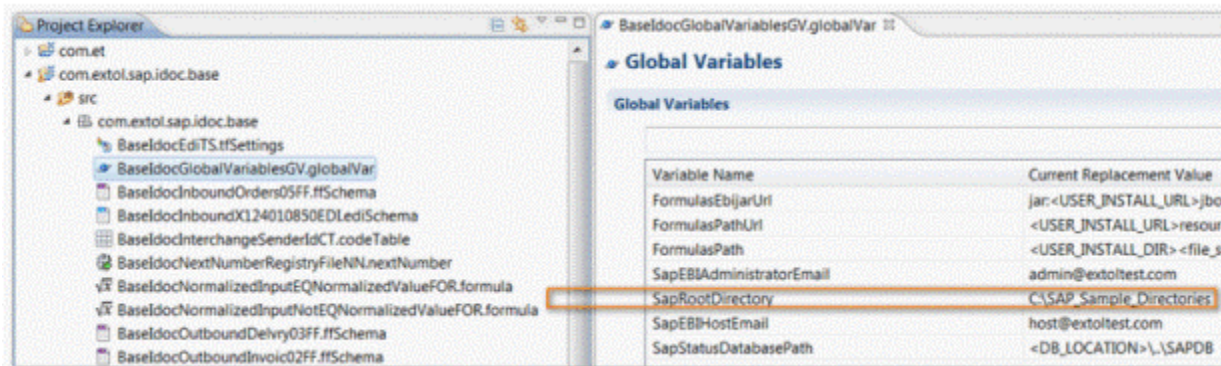 Project Explorer
com.et
com.extol.sap.idoc.base
src
com.extol.sap.idoc.base
BaseIdocEdiTS.tfSettings
BaseIdocGlobalVariablesGV.globalVar
BaseIdocInboundOrders05FF.ffSchema
BaseIdocInboundX124010850EDI.ediSchema
BaseIdocInterchangeSenderIdCT.codeTable
BaseIdocNextNumberRegistryFileNN.nextNumber
BaseIdocNormalizedInputEQNormalizedValueFOR.formula
BaseIdocNormalizedInputNotEQNormalizedValueFOR.formula
BaseIdocOutboundDelvry03FF.ffSchema
BaseIdocOutboundInvoic02FF.ffSchema
BaseIdocGlobalVariablesGV.globalVar
Global Variables
Global Variables
Variable Name Current Replacement Value
FormulasEbijarUrl jar:<USER_INSTALL_URL>jbo
FormulasPathUrl <USER_INSTALL_URL>resour
FormulasPath <USER_INSTALL_DIR><file_s
SapEBIAdministratorEmail admin@extoltest.com
SapRootDirectory C:\SAP_Sample_Directories
SapEBIHostEmail host@extoltest.com
SapStatusDatabasePath <DB_LOCATION>\..\SAPDB